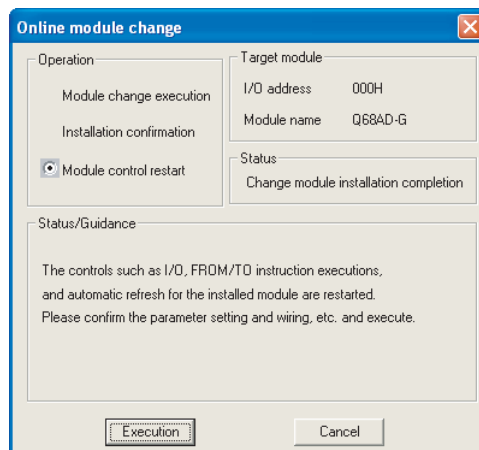 Online module change
Operation
Module change execution
Installation confirmation
Module control restart
Target module
I/O address 000H
Module name Q68AD-G
Status
Change module installation completion
Status/Guidance
The controls such as I/O, FROM/TO instruction executions,
and automatic refresh for the installed module are restarted.
Please confirm the parameter setting and wiring, etc. and execute.
Execution
Cancel